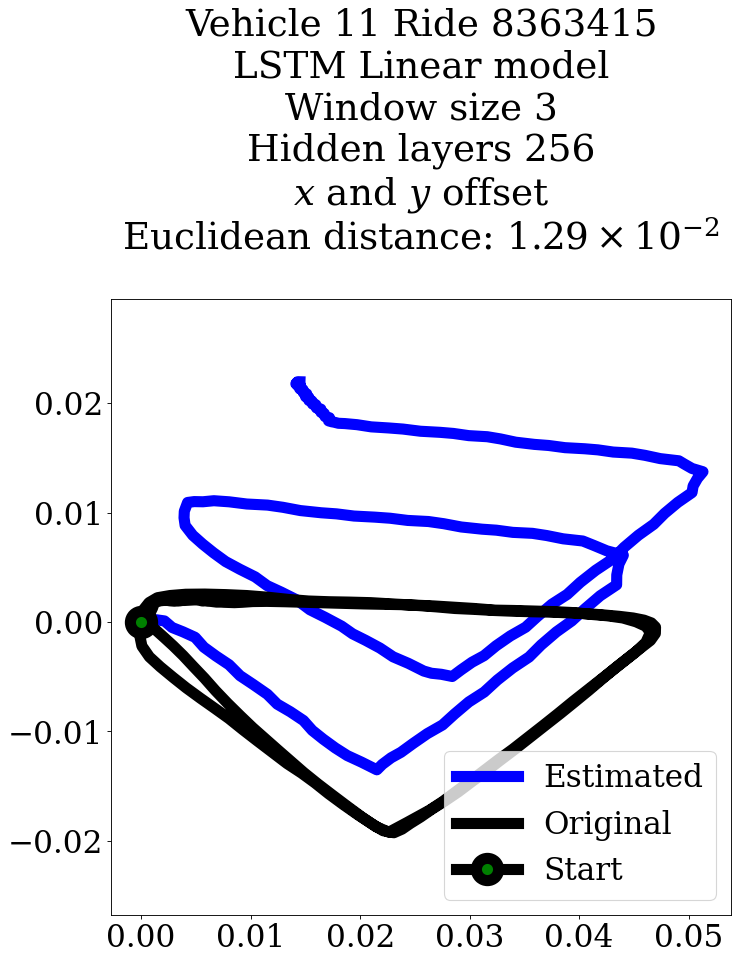 Vehicle 11 Ride 8363415
LSTM Linear model
Window size 3
Hidden layers 256
x and y offset
Euclidean distance: 1.29 × 10⁻²
0.02
0.01
0.00
−0.01
−0.02
Estimated
Original
Start
0.00 0.01 0.02 0.03 0.04 0.05